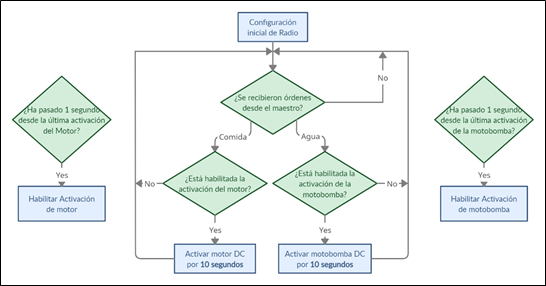 Configuración
inicial de Radio
¿Se recibieron órdenes
desde el maestro?
No
Comida
Agua
¿Ha pasado 1 segundo
desde la última activación
del Motor?
Yes
Habilitar Activación
de motor
¿Está habilitada la
activación del motor?
No
Yes
Activar motor DC
por 10 segundos
¿Está habilitada la
activación de la
motobomba?
No
Yes
Activar motobomba DC
por 10 segundos
¿Ha pasado 1 segundo
desde la última activación
de la motobomba?
Yes
Habilitar Activación
de motobomba